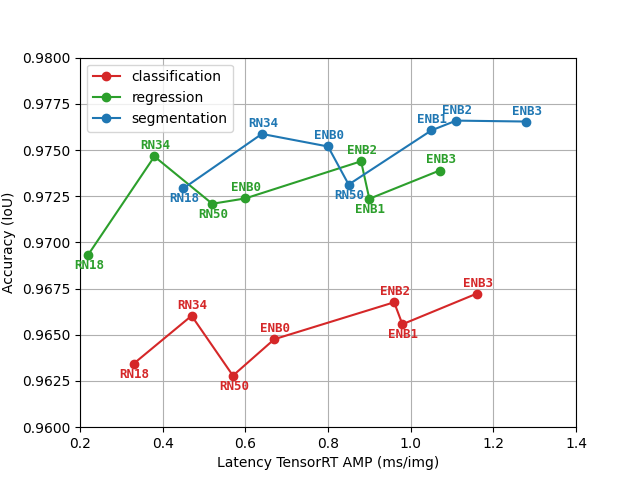 0.9800
0.9775
0.9750
0.9725
0.9700
0.9675
0.9650
0.9625
0.9600
Accuracy (IoU)
classification
regression
segmentation
RN18
RN34
RN50
ENB0
ENB2
ENB1
ENB3
RN18
RN34
RN50
ENB0
ENB2
ENB1
ENB3
RN18
RN34
ENB0
RN50
ENB1
ENB2
ENB3
0.2 0.4 0.6 0.8 1.0 1.2 1.4
Latency TensorRT AMP (ms/img)